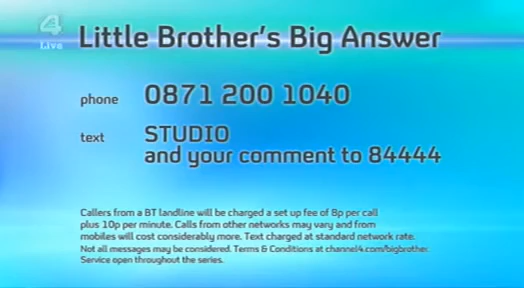 4
Live
Little Brother's Big Answer
phone 0871 200 1040
text STUDIO
and your comment to 84444
Callers from a BT landline will be charged a set up fee of 8p per call
plus 10p per minute. Calls from other networks may vary and from
mobiles will cost considerably more. Text charged at standard network rate.
Not all messages may be considered. Terms & Conditions at channel4.com/bigbrother.
Service open throughout the series.